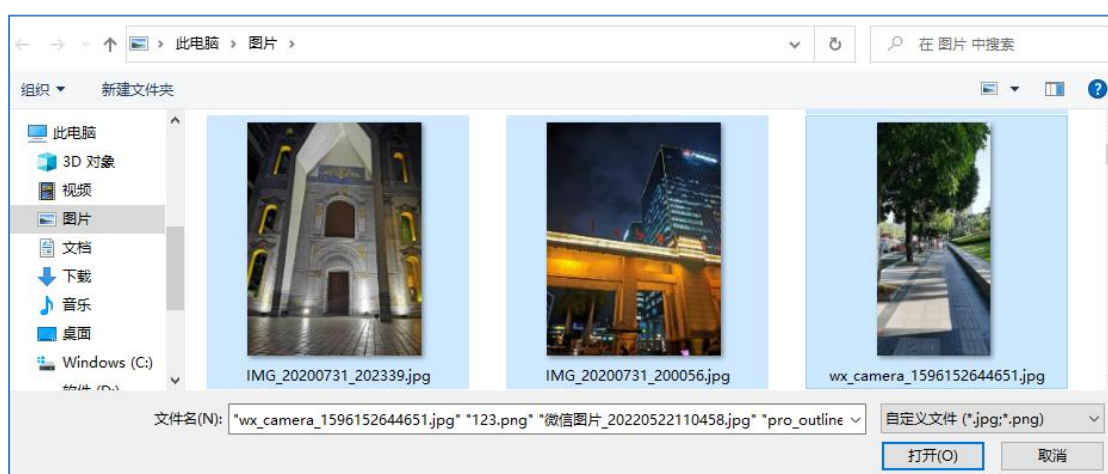 此电脑 › 图片 ›
在 图片 中搜索
组织
新建文件夹
此电脑
3D 对象
视频
图片
文档
下载
音乐
桌面
Windows (C:)
IMG_20200731_202339.jpg
IMG_20200731_200056.jpg
wx_camera_1596152644651.jpg
文件名(N):
"wx_camera_1596152644651.jpg" "123.png" "微信图片_20220522110458.jpg" "pro_outline
自定义文件 (*.jpg;*.png)
打开(O)
取消